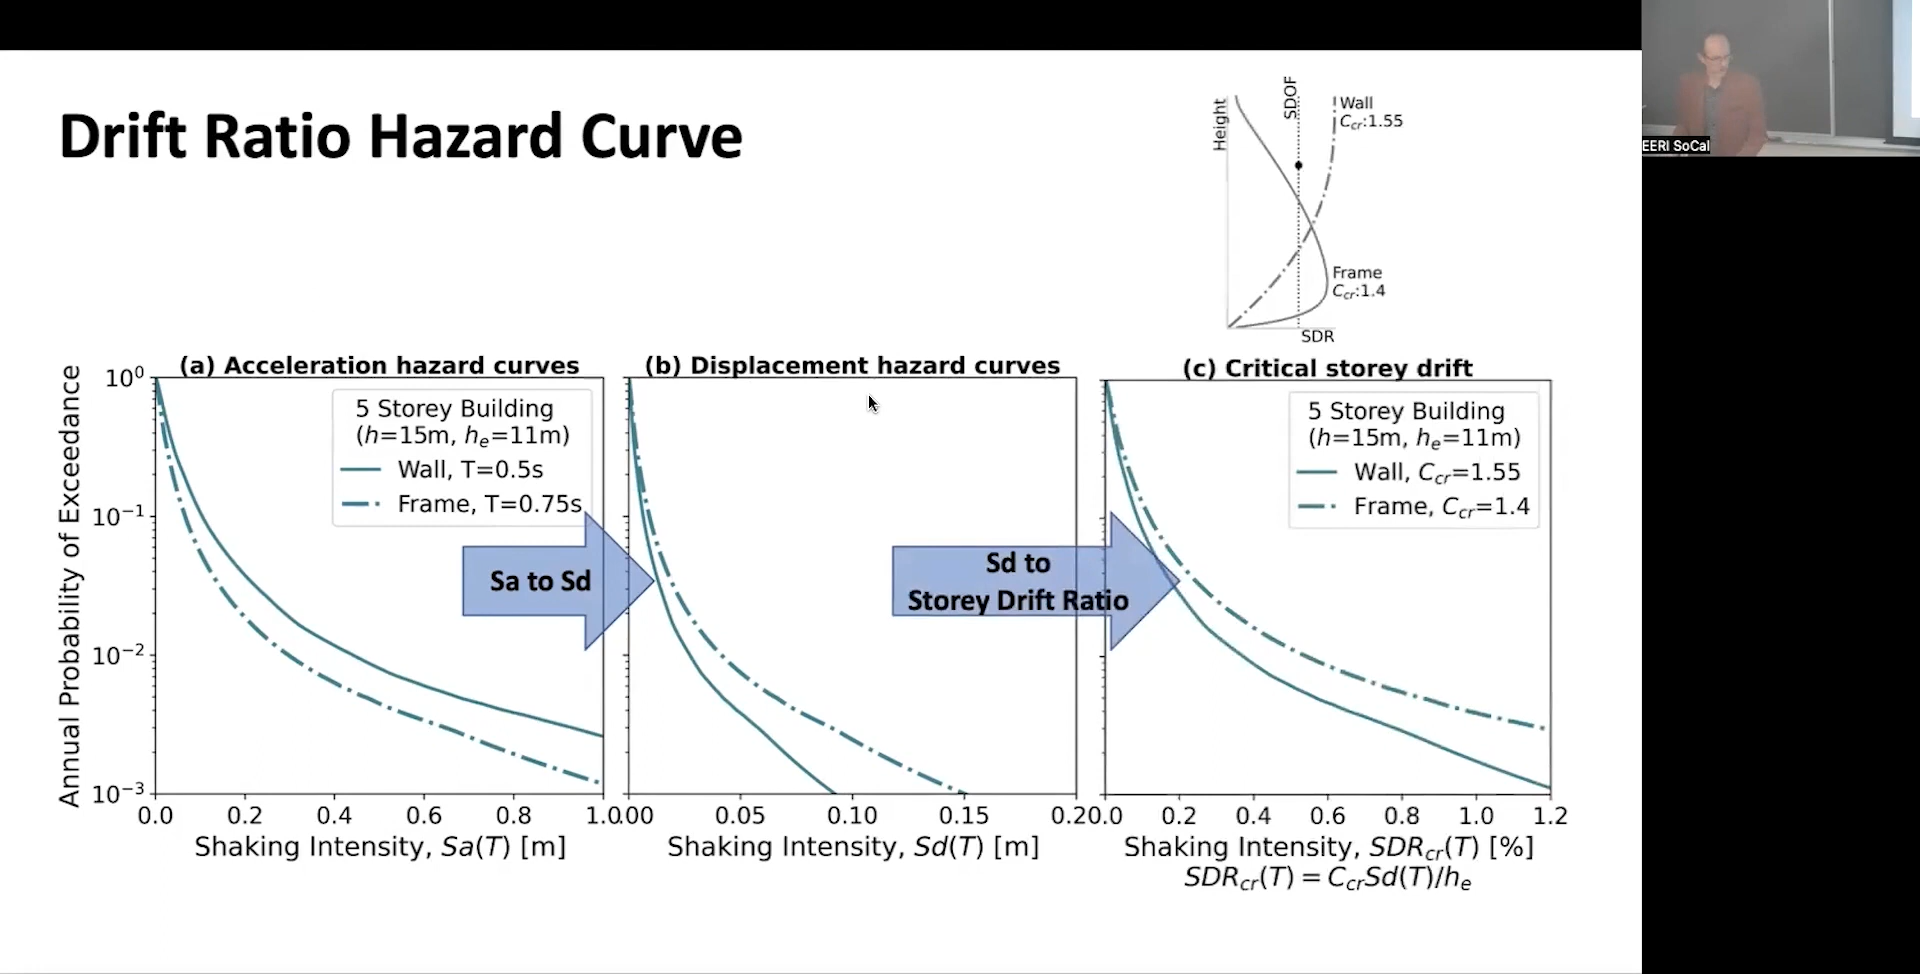 Drift Ratio Hazard Curve
EERI SoCal
Height
SDOF
Wall
C_cr:1.55
Frame
C_cr:1.4
SDR
(a) Acceleration hazard curves
(b) Displacement hazard curves
(c) Critical storey drift
Annual Probability of Exceedance
10⁰
10⁻¹
10⁻²
10⁻³
5 Storey Building
(h=15m, h_e=11m)
Wall, T=0.5s
Frame, T=0.75s
Sa to Sd
Sd to
Storey Drift Ratio
5 Storey Building
(h=15m, h_e=11m)
Wall, C_cr=1.55
Frame, C_cr=1.4
0.0 0.2 0.4 0.6 0.8 1.0
0.00 0.05 0.10 0.15 0.20
0.0 0.2 0.4 0.6 0.8 1.0 1.2
Shaking Intensity, Sa(T) [m]
Shaking Intensity, Sd(T) [m]
Shaking Intensity, SDR_cr(T) [%]
SDR_cr(T) = C_crSd(T)/h_e